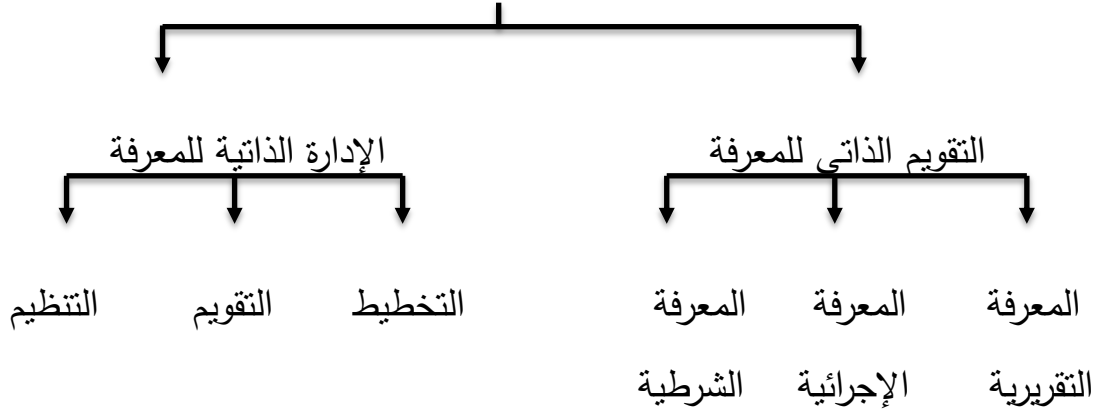 التقويم الذاتي للمعرفة
الإدارة الذاتية للمعرفة
المعرفة التقريرية
المعرفة الإجرائية
المعرفة الشرطية
التخطيط
التقويم
التنظيم